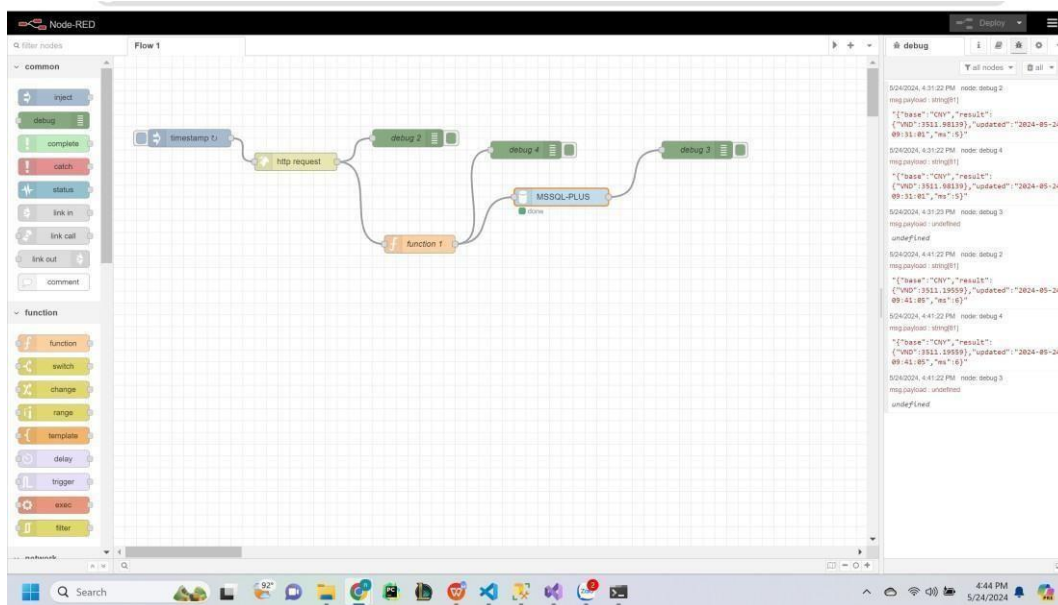 Node-RED
Deploy
filter nodes
Flow 1
debug
common
all nodes
all
inject
debug
complete
catch
status
link in
link call
link out
comment
function
function
switch
change
range
template
delay
trigger
exec
filter
network
timestamp ↻
http request
debug 2
debug 4
debug 3
MSSQL-PLUS
done
function 1
5/24/2024, 4:31:22 PM node: debug 2
msg.payload : string[81]
"{"base":"CNY","result":
{"VND":3511.98139},"updated":"2024-05-24
09:31:01","ms":5}"
5/24/2024, 4:31:22 PM node: debug 4
msg.payload : string[81]
"{"base":"CNY","result":
{"VND":3511.98139},"updated":"2024-05-24
09:31:01","ms":5}"
5/24/2024, 4:31:23 PM node: debug 3
msg.payload : undefined
undefined
5/24/2024, 4:41:22 PM node: debug 2
msg.payload : string[81]
"{"base":"CNY","result":
{"VND":3511.19559},"updated":"2024-05-24
09:41:05","ms":6}"
5/24/2024, 4:41:22 PM node: debug 4
msg.payload : string[81]
"{"base":"CNY","result":
{"VND":3511.19559},"updated":"2024-05-24
09:41:05","ms":6}"
5/24/2024, 4:41:22 PM node: debug 3
msg.payload : undefined
undefined
Search
92°
Zalo
2
4:44 PM
5/24/2024